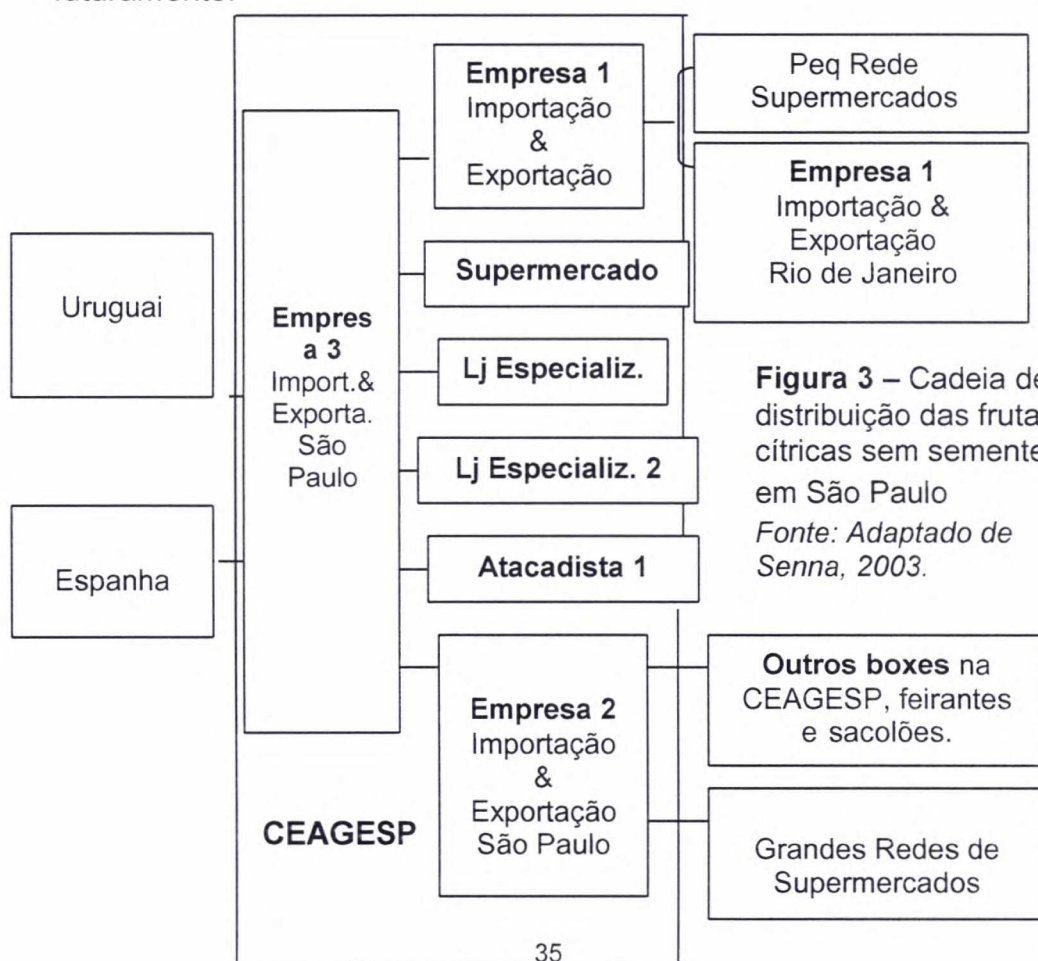 Empresa 1
Importação
&
Exportação
Peq Rede
Supermercados
Empresa 1
Importação &
Exportação
Rio de Janeiro
Uruguai
Espanha
Empres
a 3
Import.&
Exporta.
São
Paulo
Supermercado
Lj Especializ.
Lj Especializ. 2
Atacadista 1
Empresa 2
Importação
&
Exportação
São Paulo
CEAGESP
Figura 3 – Cadeia de
distribuição das fruta
cítricas sem semente
em São Paulo
Fonte: Adaptado de
Senna, 2003.
Outros boxes na
CEAGESP, feirantes
e sacolões.
Grandes Redes de
Supermercados
35